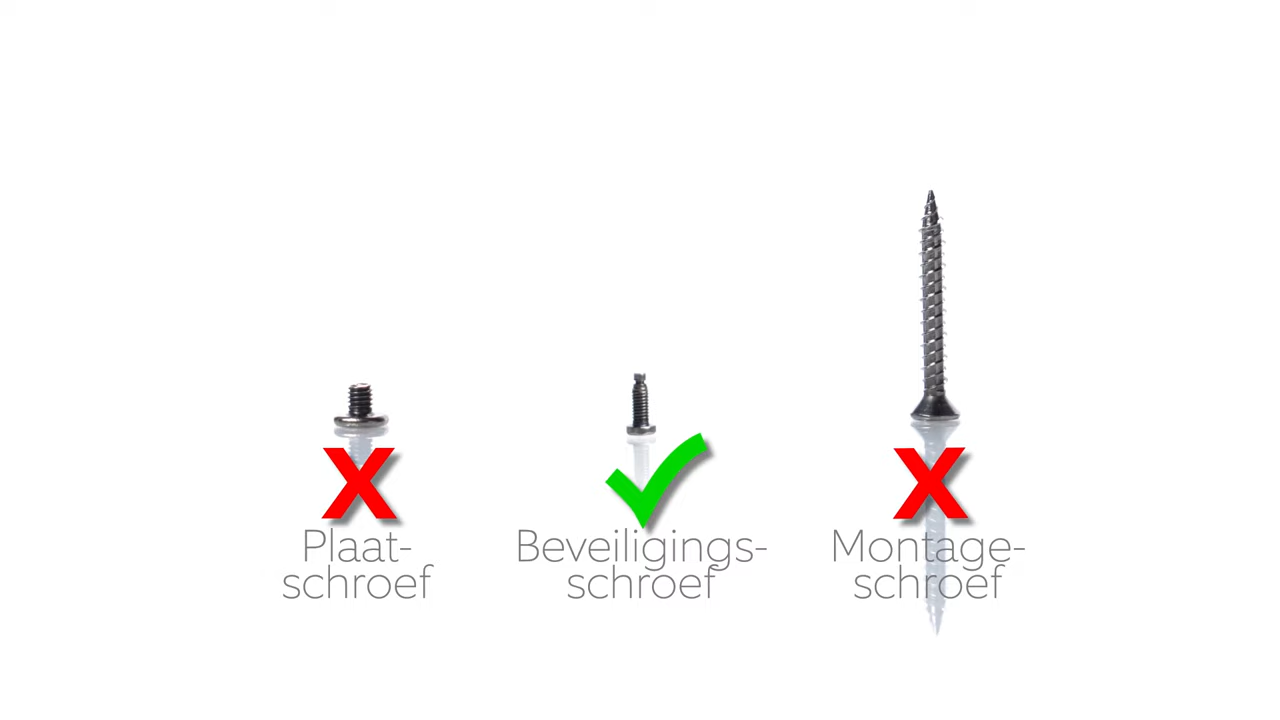 Plaat-
schroef
Beveiligings-
schroef
Montage-
schroef